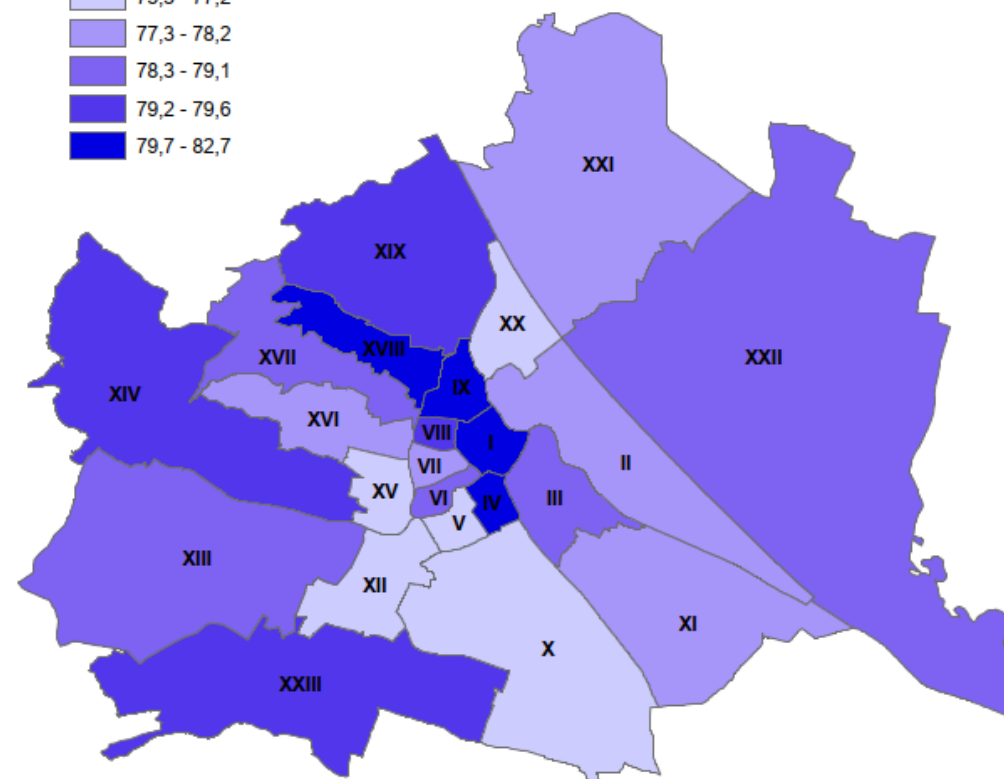 77,3 - 78,2
78,3 - 79,1
79,2 - 79,6
79,7 - 82,7
XXI
XIX
XX
XVIII
XVII
XXII
IX
XIV
XVI
VIII
I
VII
II
XV
VI
IV
III
V
XIII
XII
XI
X
XXIII